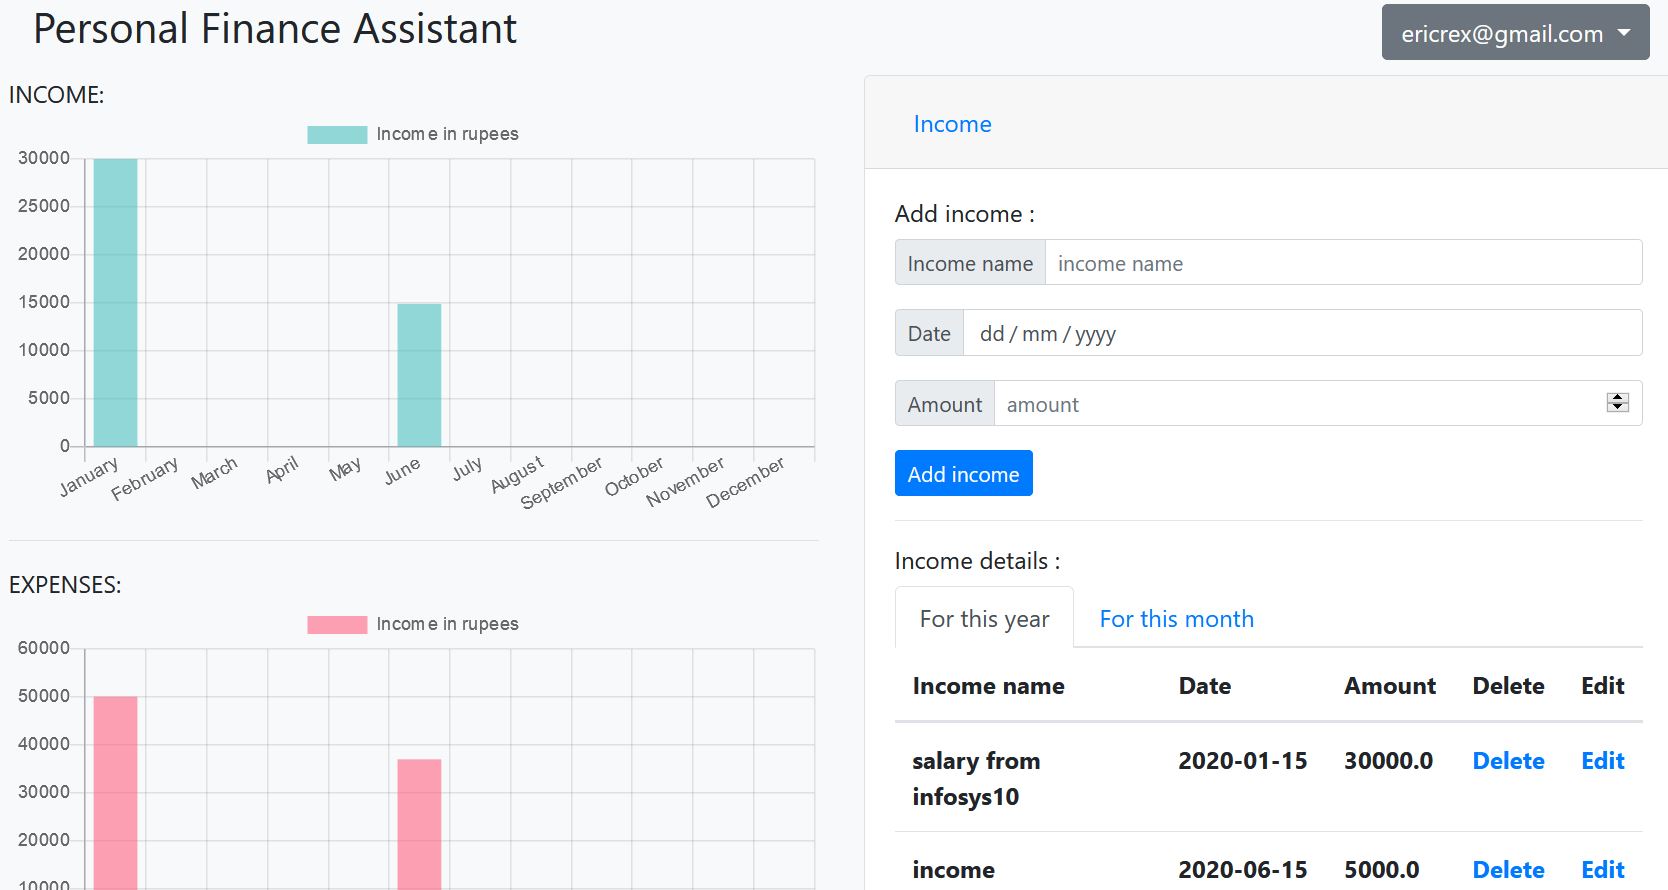 Personal Finance Assistant
ericrex@gmail.com
INCOME:
Income in rupees
30000
25000
20000
15000
10000
5000
0
January
February
March
April
May
June
July
August
September
October
November
December
EXPENSES:
Income in rupees
60000
50000
40000
30000
20000
10000
Income
Add income :
Income name income name
Date dd / mm / yyyy
Amount amount
Add income
Income details :
For this year For this month
Income name Date Amount Delete Edit
salary from 2020-01-15 30000.0 Delete Edit
infosys10
income 2020-06-15 5000.0 Delete Edit